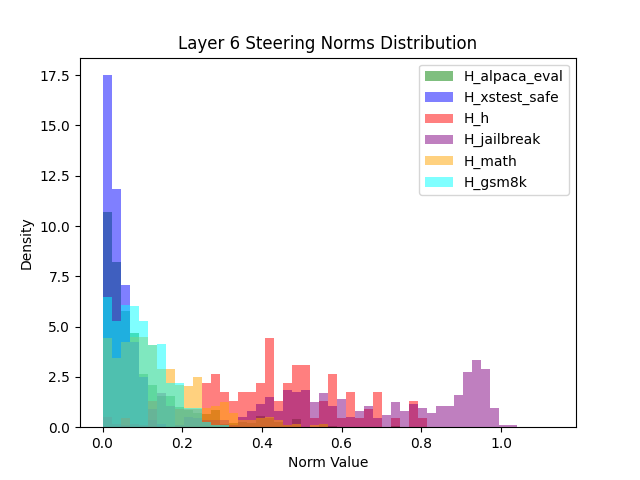 Layer 6 Steering Norms Distribution
17.5
15.0
12.5
10.0
7.5
5.0
2.5
0.0
Density
H_alpaca_eval
H_xstest_safe
H_h
H_jailbreak
H_math
H_gsm8k
0.0 0.2 0.4 0.6 0.8 1.0
Norm Value